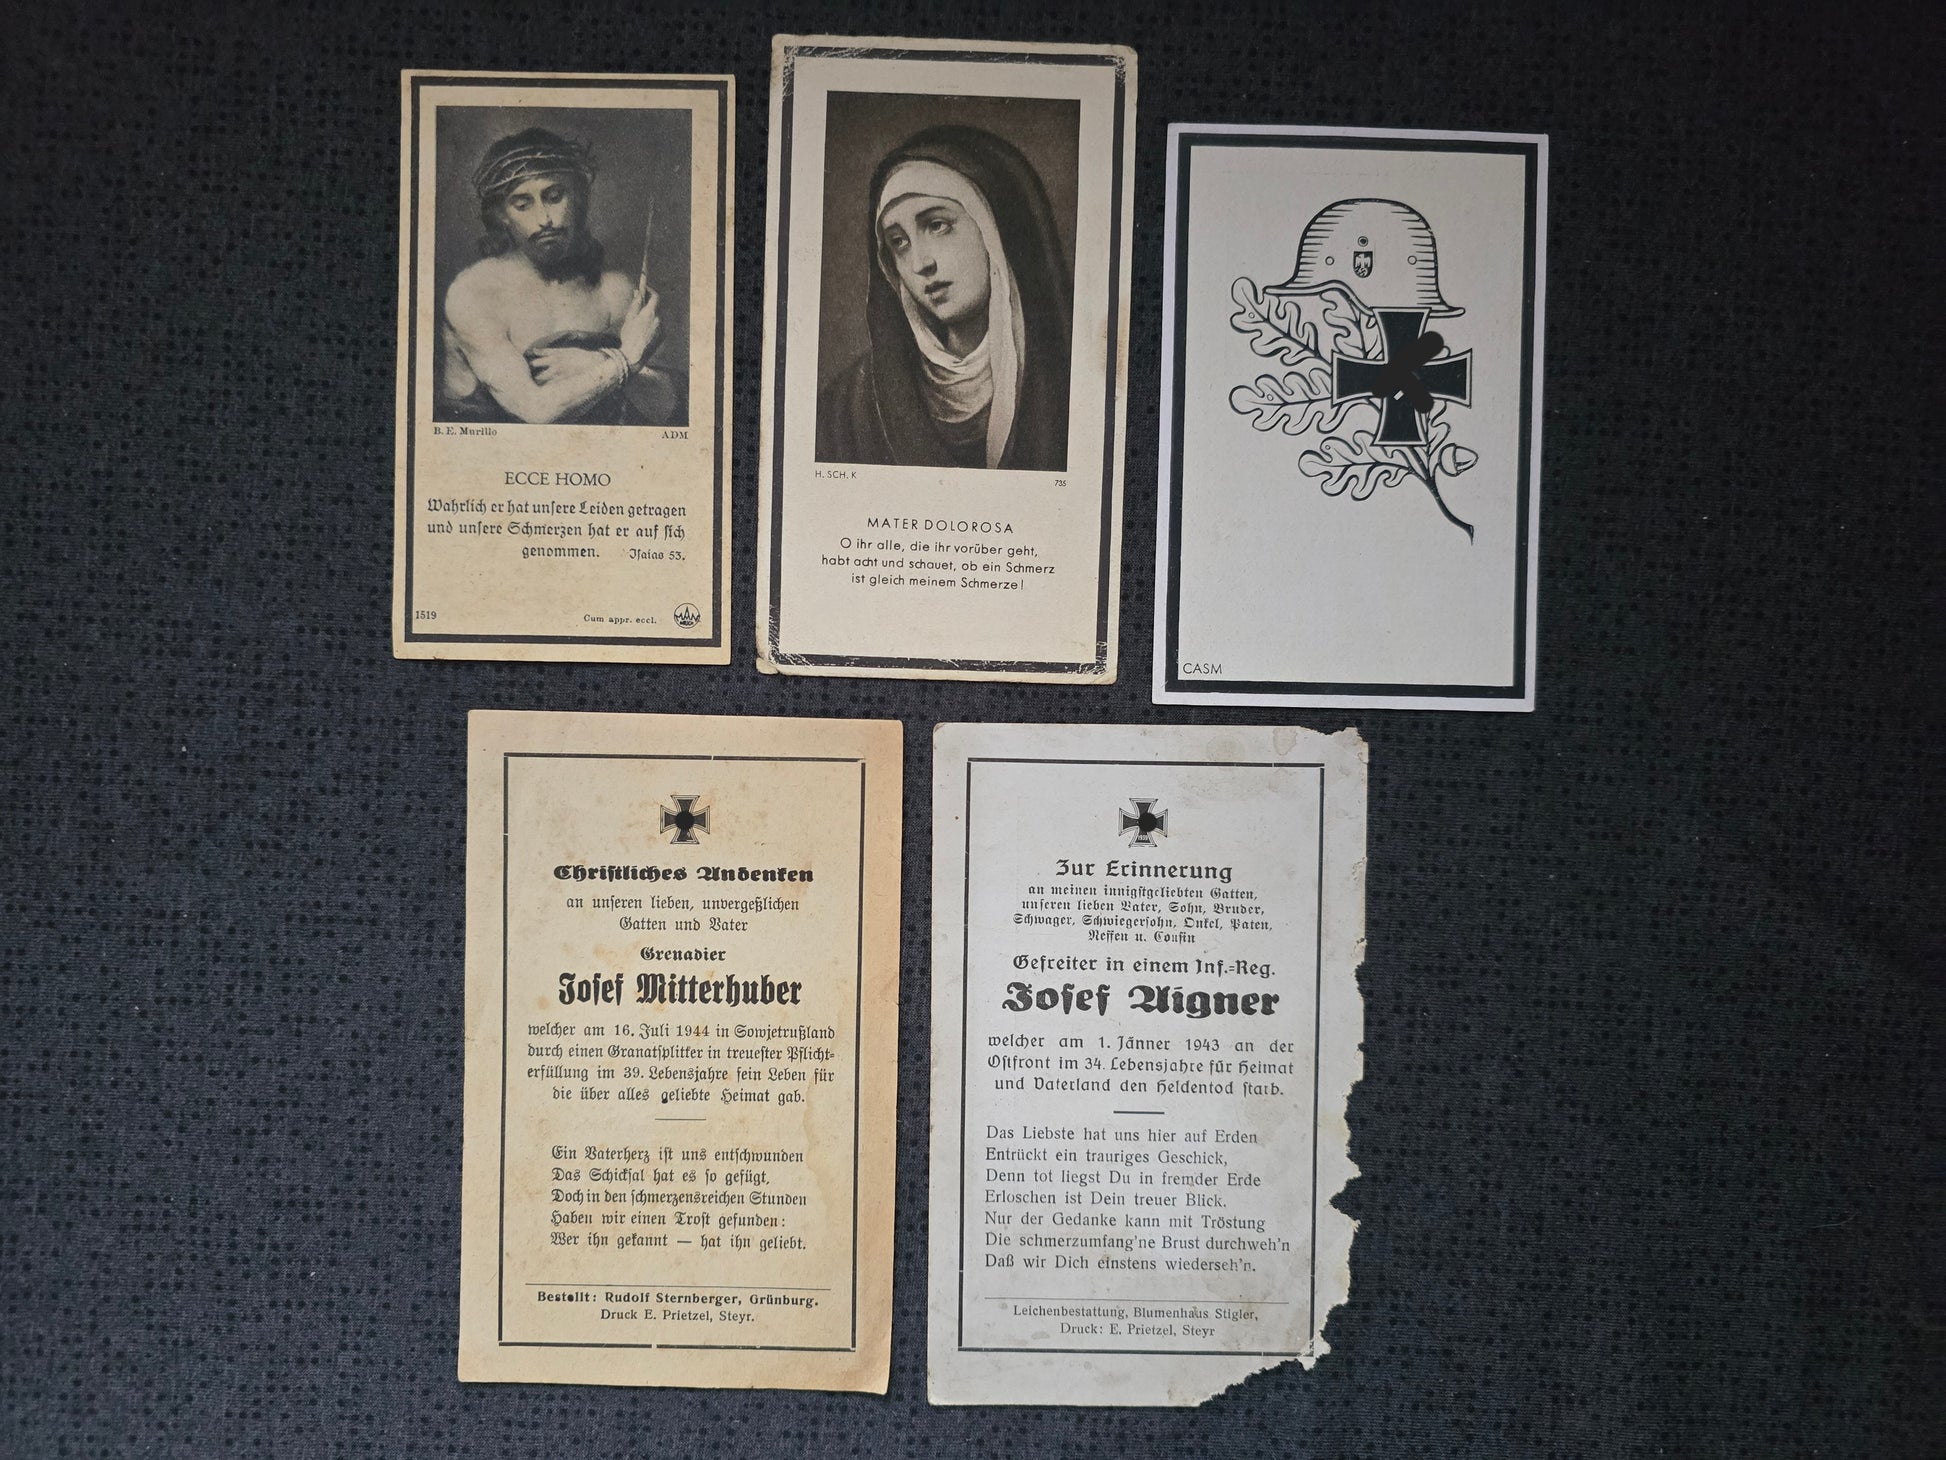 B. E. Murillo
ADM
ECCE HOMO
Wahrlich er hat unsere Leiden getragen
und unsere Schmerzen hat er auf sich
genommen. Isaias 53.
1519
Cum appr. eccl.
H. SCH. K
735
MATER DOLOROSA
O ihr alle, die ihr vorüber geht,
habt acht und schauet, ob ein Schmerz
ist gleich meinem Schmerze!
CASM
Christliches Andenken
an unseren lieben, unvergeßlichen
Gatten und Vater
Grenadier
Josef Mitterhuber
welcher am 16. Juli 1944 in Sowjetrußland
durch einen Granatsplitter in treuester Pflicht-
erfüllung im 39. Lebensjahre sein Leben für
die über alles geliebte Heimat gab.
Ein Vaterherz ist uns entschwunden
Das Schicksal hat es so gefügt,
Doch in den schmerzensreichen Stunden
Haben wir einen Trost gefunden:
Wer ihn gekannt — hat ihn geliebt.
Bestellt: Rudolf Sternberger, Grünburg.
Druck E. Prietzel, Steyr.
1939
Zur Erinnerung
an meinen innigstgeliebten Gatten,
unseren lieben Vater, Sohn, Bruder,
Schwager, Schwiegersohn, Onkel, Paten,
Neffen u. Cousin
Gefreiter in einem Inf.-Reg.
Josef Aigner
welcher am 1. Jänner 1943 an der
Ostfront im 34. Lebensjahre für Heimat
und Vaterland den Heldentod starb.
Das Liebste hat uns hier auf Erden
Entrückt ein trauriges Geschick,
Denn tot liegst Du in fremder Erde
Erloschen ist Dein treuer Blick.
Nur der Gedanke kann mit Tröstung
Die schmerzumfang'ne Brust durchweh'n
Daß wir Dich einstens wiederseh'n.
Leichenbestattung, Blumenhaus Stigler,
Druck: E. Prietzel, Steyr